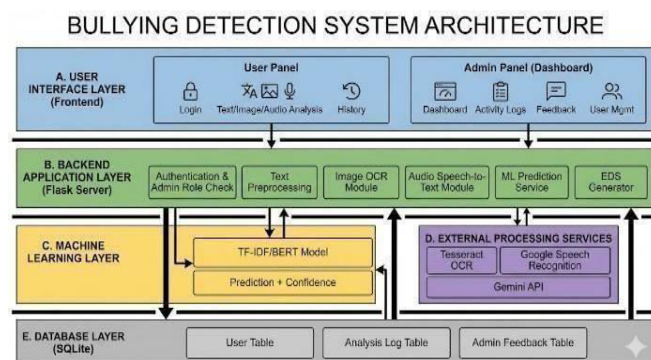 BULLYING DETECTION SYSTEM ARCHITECTURE
A. USER
INTERFACE LAYER
(Frontend)
User Panel
Login
Text/Image/Audio Analysis
History
Admin Panel (Dashboard)
Dashboard
Activity Logs
Feedback
User Mgmt
B. BACKEND
APPLICATION LAYER
(Flask Server)
Authentication &
Admin Role Check
Text
Preprocessing
Image OCR
Module
Audio Speech-to-
Text Module
ML Prediction
Service
EDS
Generator
C. MACHINE
LEARNING LAYER
TF-IDF/BERT Model
Prediction + Confidence
D. EXTERNAL PROCESSING SERVICES
Tesseract
OCR
Google Speech
Recognition
Gemini API
E. DATABASE LAYER
(SQLite)
User Table
Analysis Log Table
Admin Feedback Table